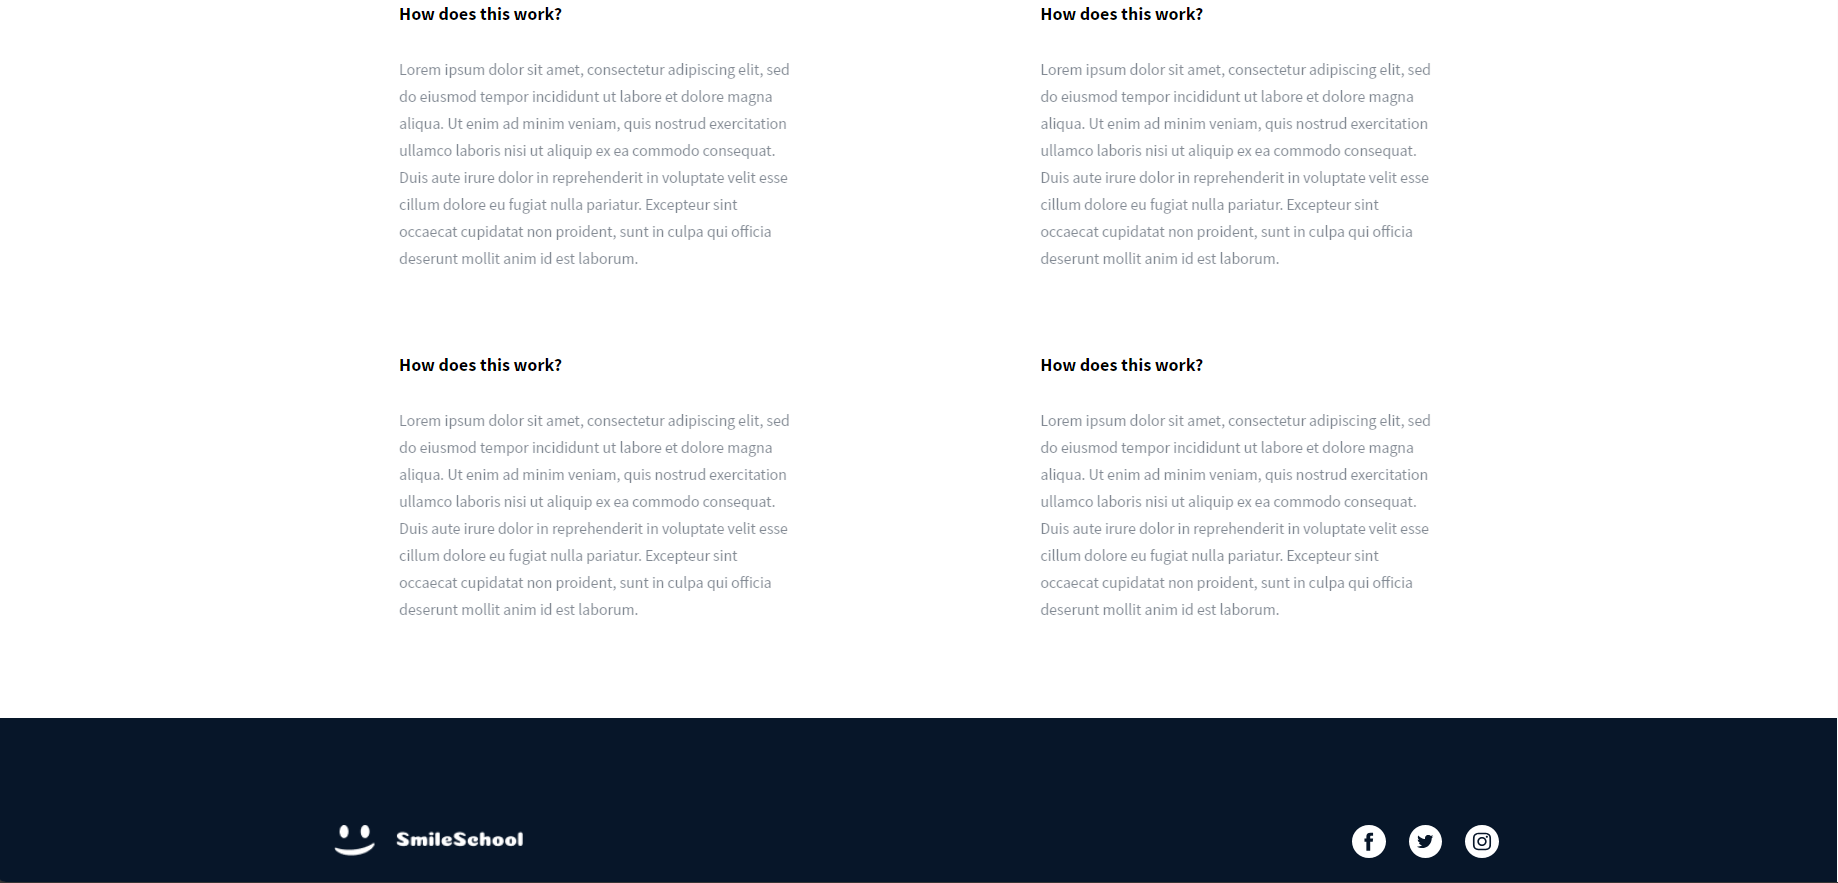 How does this work?
Lorem ipsum dolor sit amet, consectetur adipiscing elit, sed
do eiusmod tempor incididunt ut labore et dolore magna
aliqua. Ut enim ad minim veniam, quis nostrud exercitation
ullamco laboris nisi ut aliquip ex ea commodo consequat.
Duis aute irure dolor in reprehenderit in voluptate velit esse
cillum dolore eu fugiat nulla pariatur. Excepteur sint
occaecat cupidatat non proident, sunt in culpa qui officia
deserunt mollit anim id est laborum.
How does this work?
Lorem ipsum dolor sit amet, consectetur adipiscing elit, sed
do eiusmod tempor incididunt ut labore et dolore magna
aliqua. Ut enim ad minim veniam, quis nostrud exercitation
ullamco laboris nisi ut aliquip ex ea commodo consequat.
Duis aute irure dolor in reprehenderit in voluptate velit esse
cillum dolore eu fugiat nulla pariatur. Excepteur sint
occaecat cupidatat non proident, sunt in culpa qui officia
deserunt mollit anim id est laborum.
How does this work?
Lorem ipsum dolor sit amet, consectetur adipiscing elit, sed
do eiusmod tempor incididunt ut labore et dolore magna
aliqua. Ut enim ad minim veniam, quis nostrud exercitation
ullamco laboris nisi ut aliquip ex ea commodo consequat.
Duis aute irure dolor in reprehenderit in voluptate velit esse
cillum dolore eu fugiat nulla pariatur. Excepteur sint
occaecat cupidatat non proident, sunt in culpa qui officia
deserunt mollit anim id est laborum.
How does this work?
Lorem ipsum dolor sit amet, consectetur adipiscing elit, sed
do eiusmod tempor incididunt ut labore et dolore magna
aliqua. Ut enim ad minim veniam, quis nostrud exercitation
ullamco laboris nisi ut aliquip ex ea commodo consequat.
Duis aute irure dolor in reprehenderit in voluptate velit esse
cillum dolore eu fugiat nulla pariatur. Excepteur sint
occaecat cupidatat non proident, sunt in culpa qui officia
deserunt mollit anim id est laborum.
SmileSchool